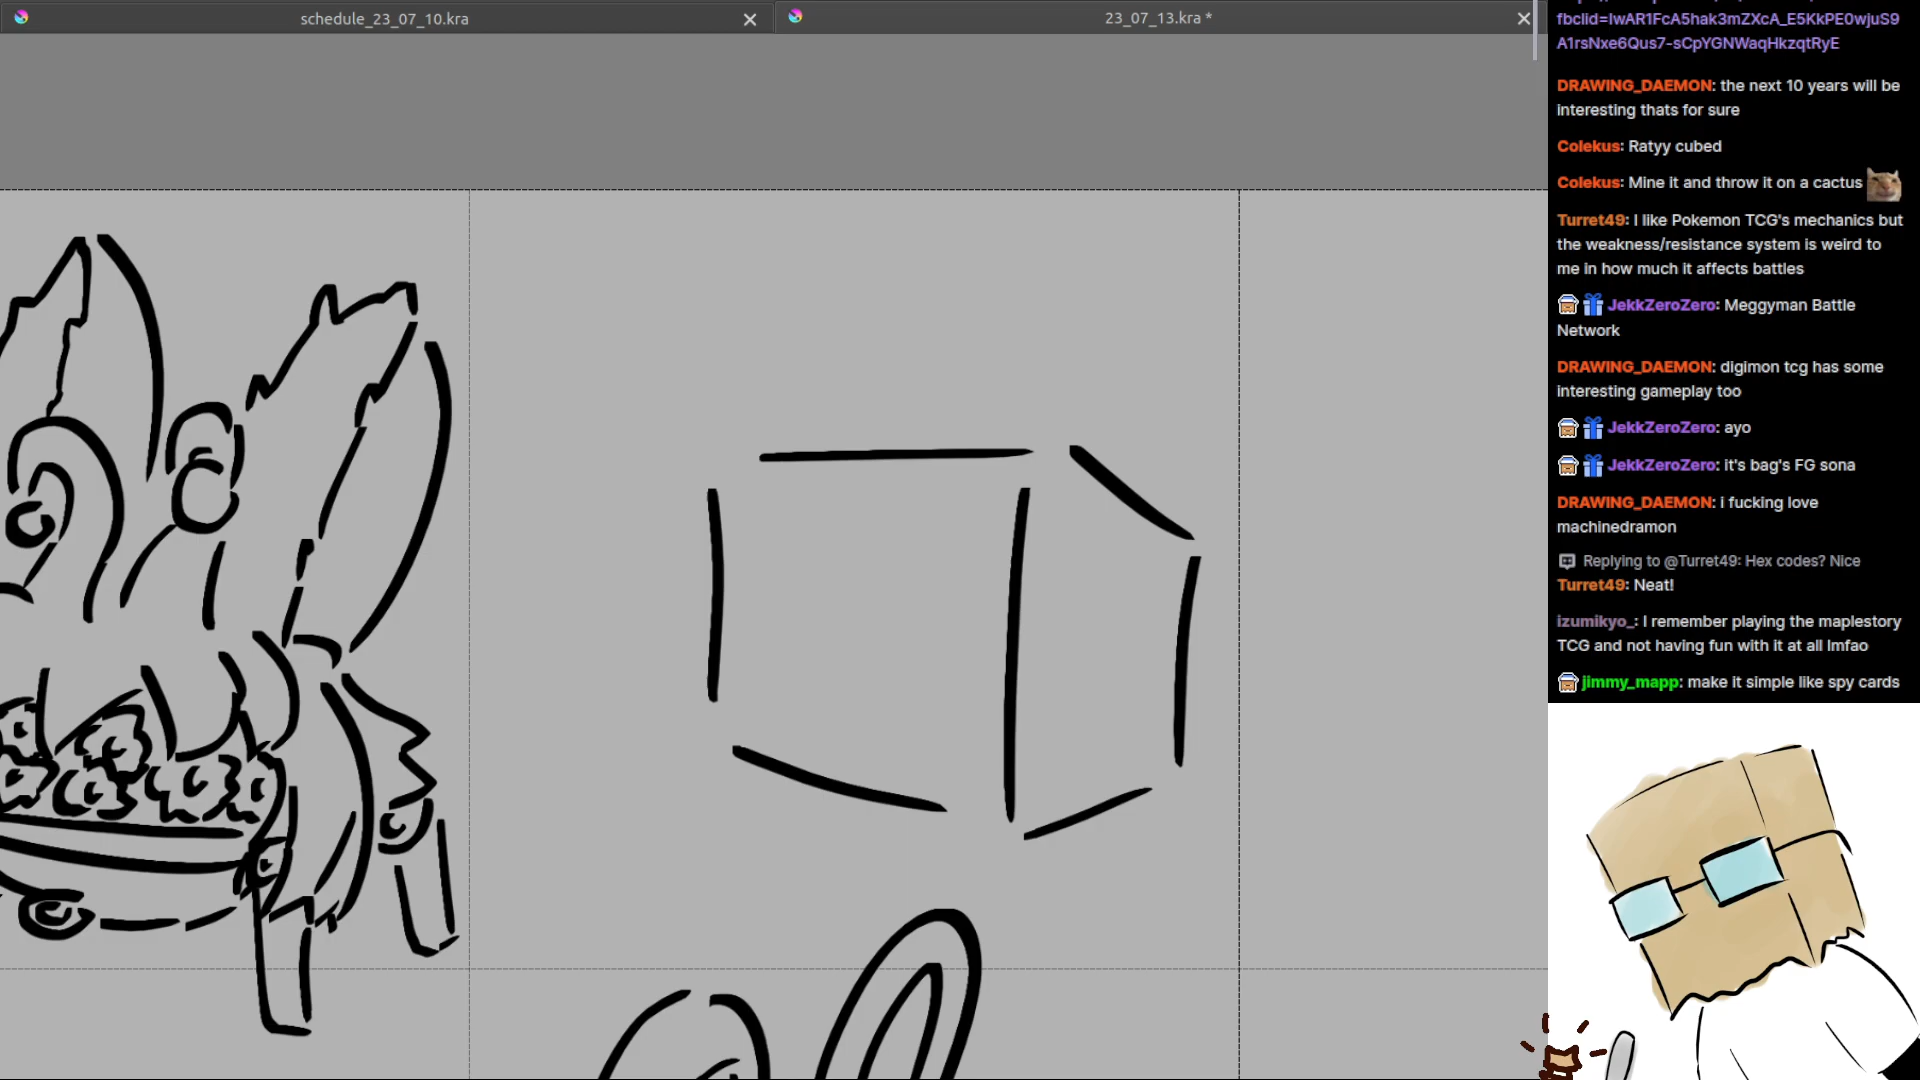 schedule_23_07_10.kra
23_07_13.kra *
fbclid=IwAR1FcA5hak3mZXcA_E5KkPE0wjuS9
A1rsNxe6Qus7-sCpYGNWaqHkzqtRyE
DRAWING_DAEMON: the next 10 years will be
interesting thats for sure
Colekus: Ratyy cubed
Colekus: Mine it and throw it on a cactus
Turret49: I like Pokemon TCG's mechanics but
the weakness/resistance system is weird to
me in how much it affects battles
JekkZeroZero: Meggyman Battle
Network
DRAWING_DAEMON: digimon tcg has some
interesting gameplay too
JekkZeroZero: ayo
JekkZeroZero: it's bag's FG sona
DRAWING_DAEMON: i fucking love
machinedramon
Replying to @Turret49: Hex codes? Nice
Turret49: Neat!
izumikyo_: I remember playing the maplestory
TCG and not having fun with it at all lmfao
jimmy_mapp: make it simple like spy cards